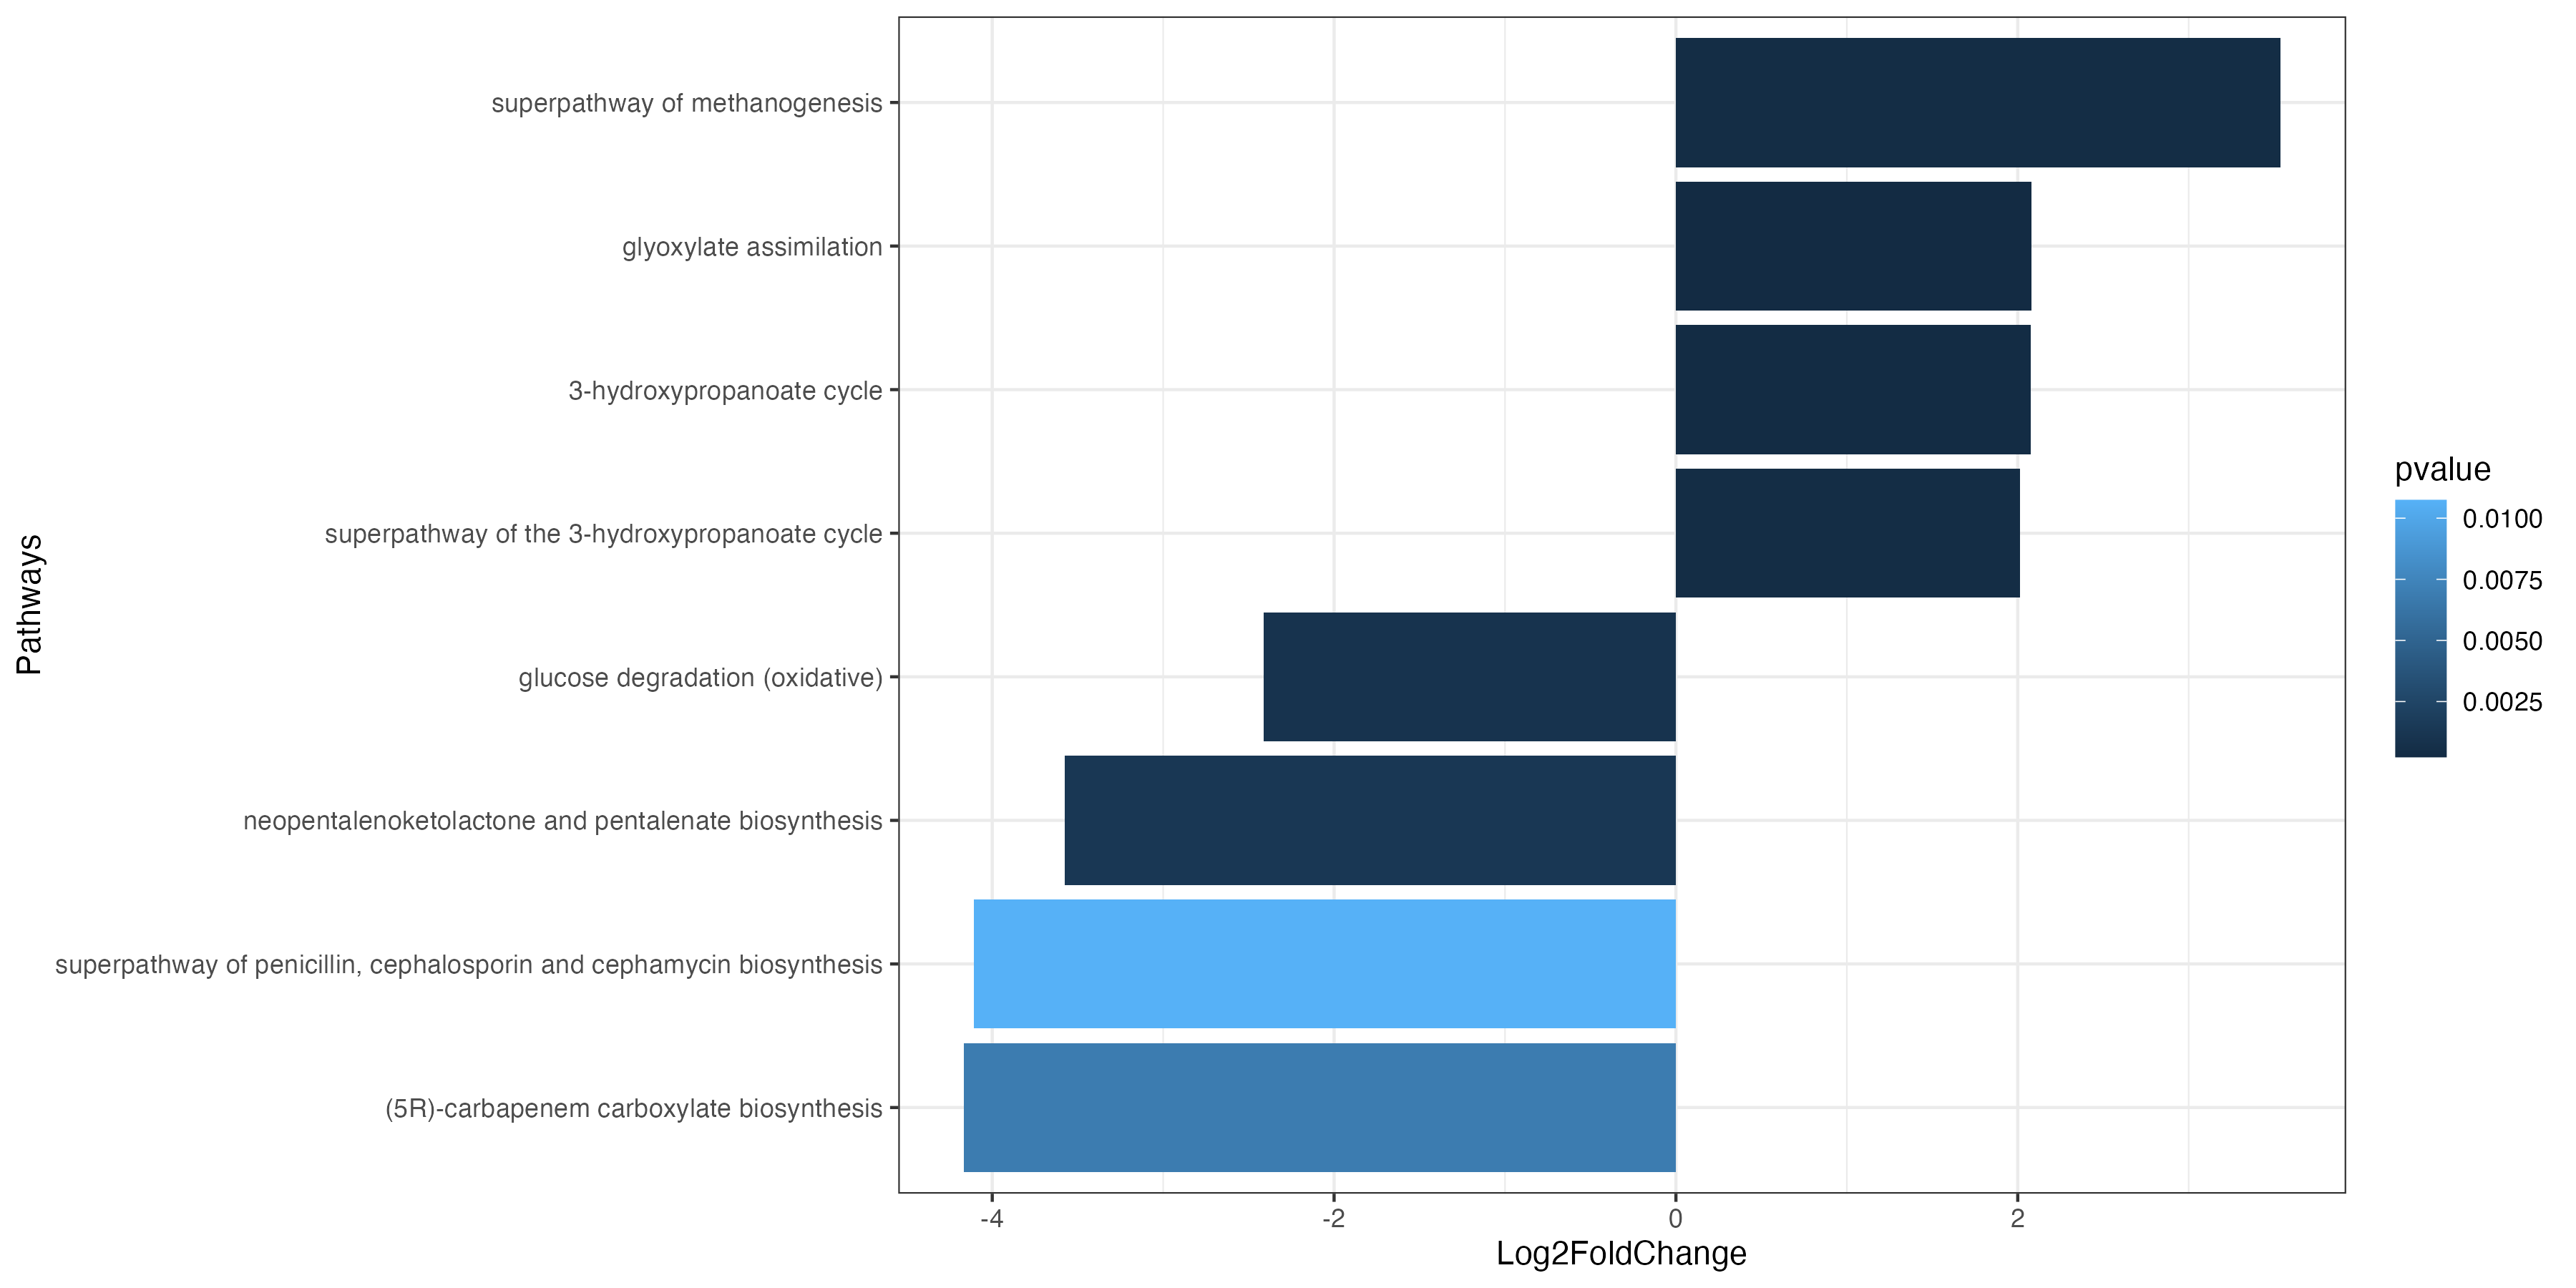 Pathways
superpathway of methanogenesis
glyoxylate assimilation
3-hydroxypropanoate cycle
superpathway of the 3-hydroxypropanoate cycle
glucose degradation (oxidative)
neopentalenoketolactone and pentalenate biosynthesis
superpathway of penicillin, cephalosporin and cephamycin biosynthesis
(5R)-carbapenem carboxylate biosynthesis
-4 -2 0 2
Log2FoldChange
pvalue
0.0100
0.0075
0.0050
0.0025